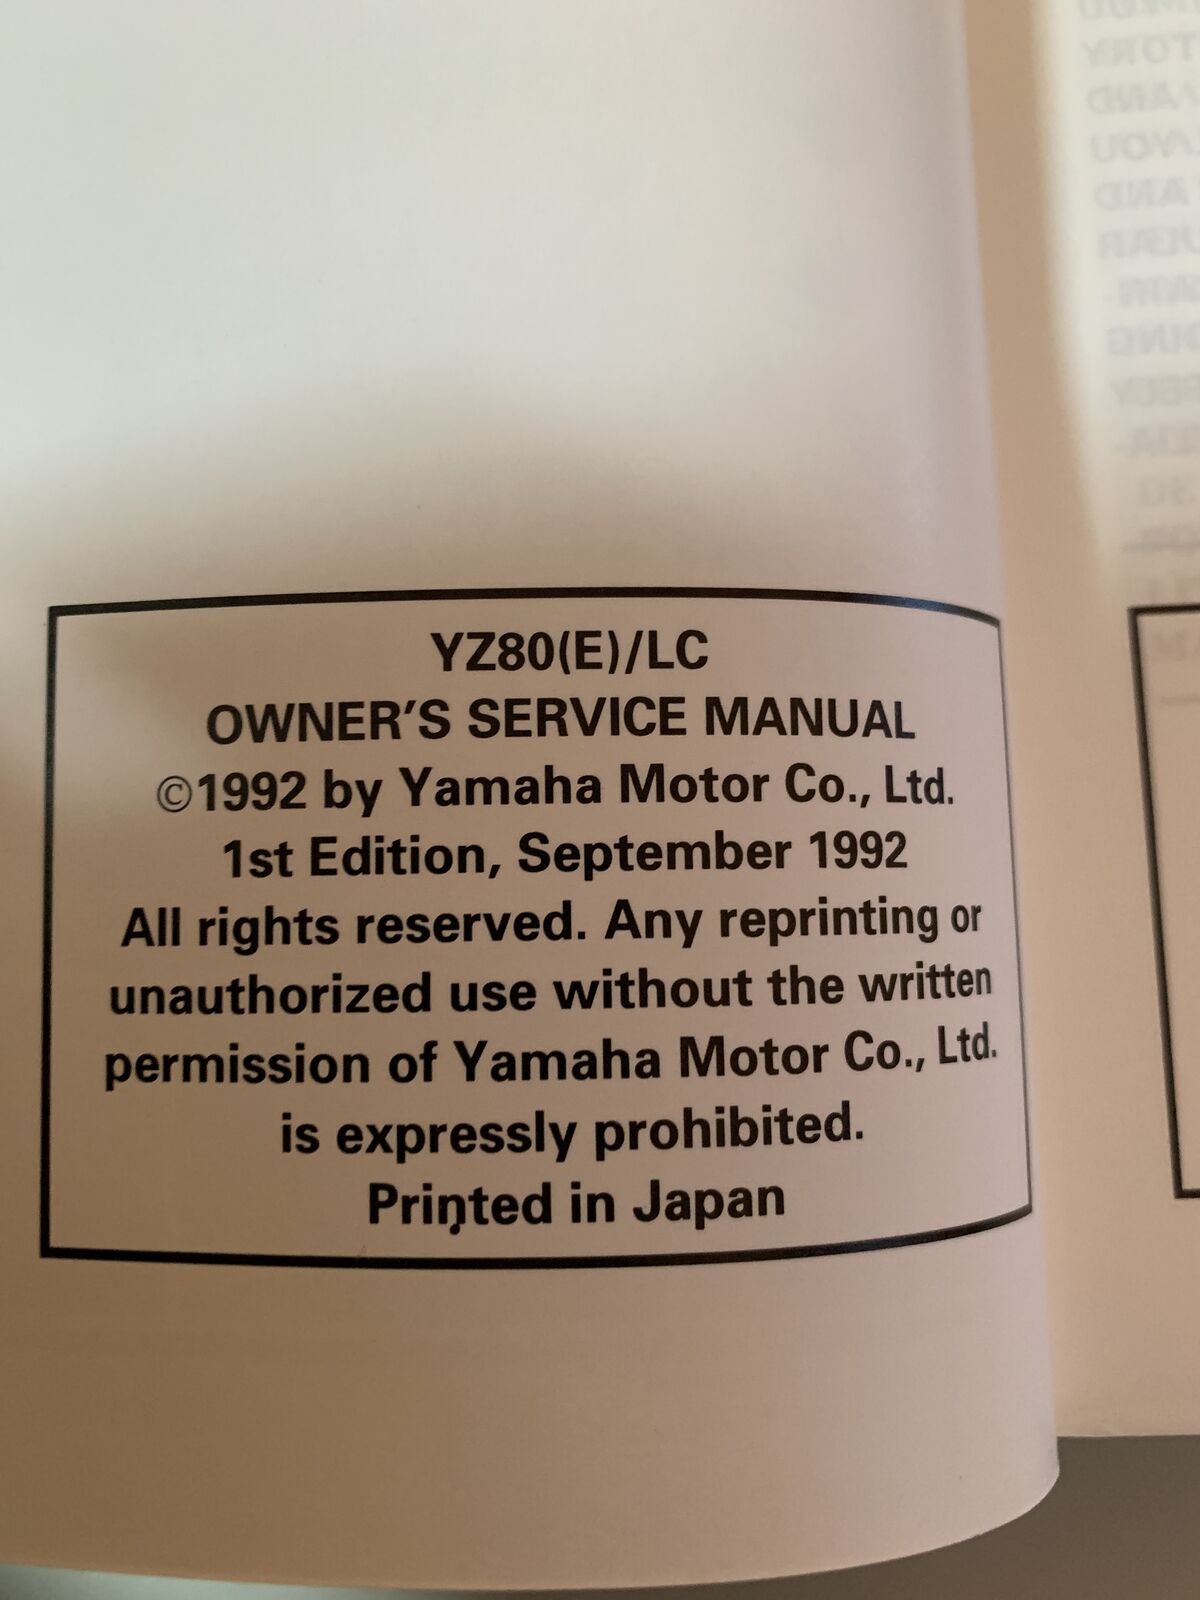 YZ80(E)/LC
OWNER'S SERVICE MANUAL
©1992 by Yamaha Motor Co., Ltd.
1st Edition, September 1992
All rights reserved. Any reprinting or
unauthorized use without the written
permission of Yamaha Motor Co., Ltd.
is expressly prohibited.
Printed in Japan